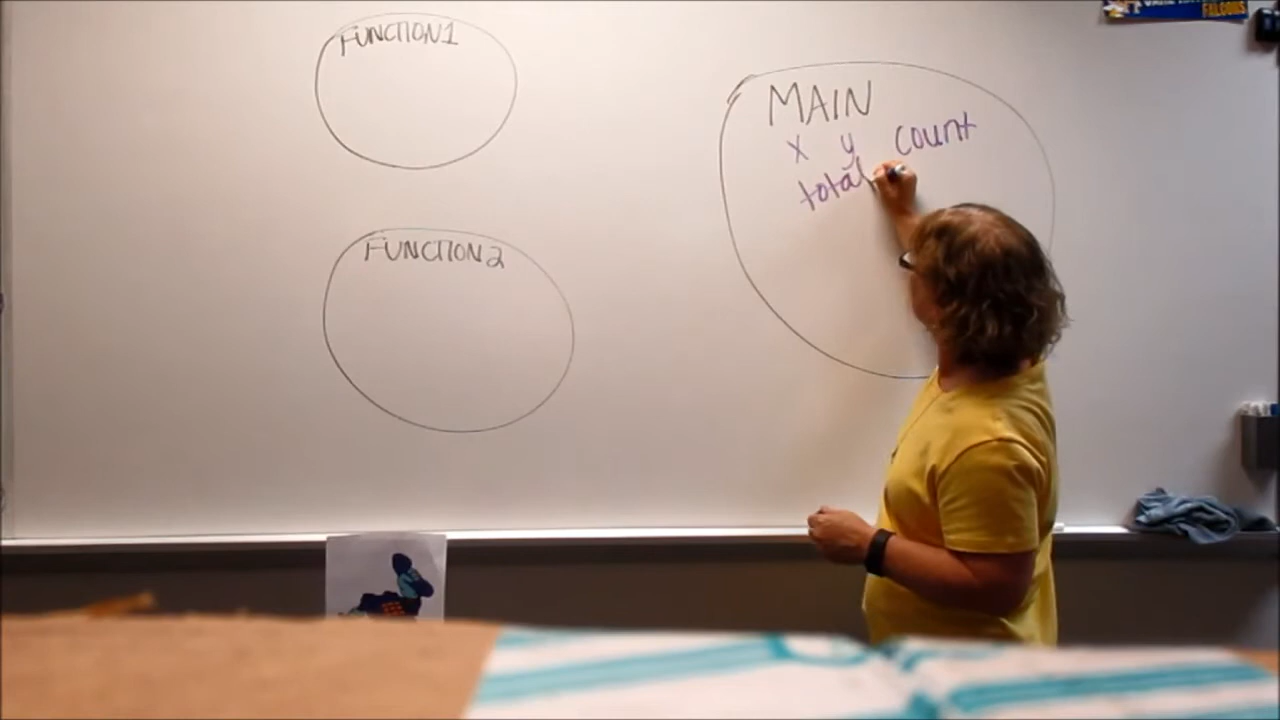 FUNCTION1
MAIN
x y count
total
FUNCTION2
FALCONS